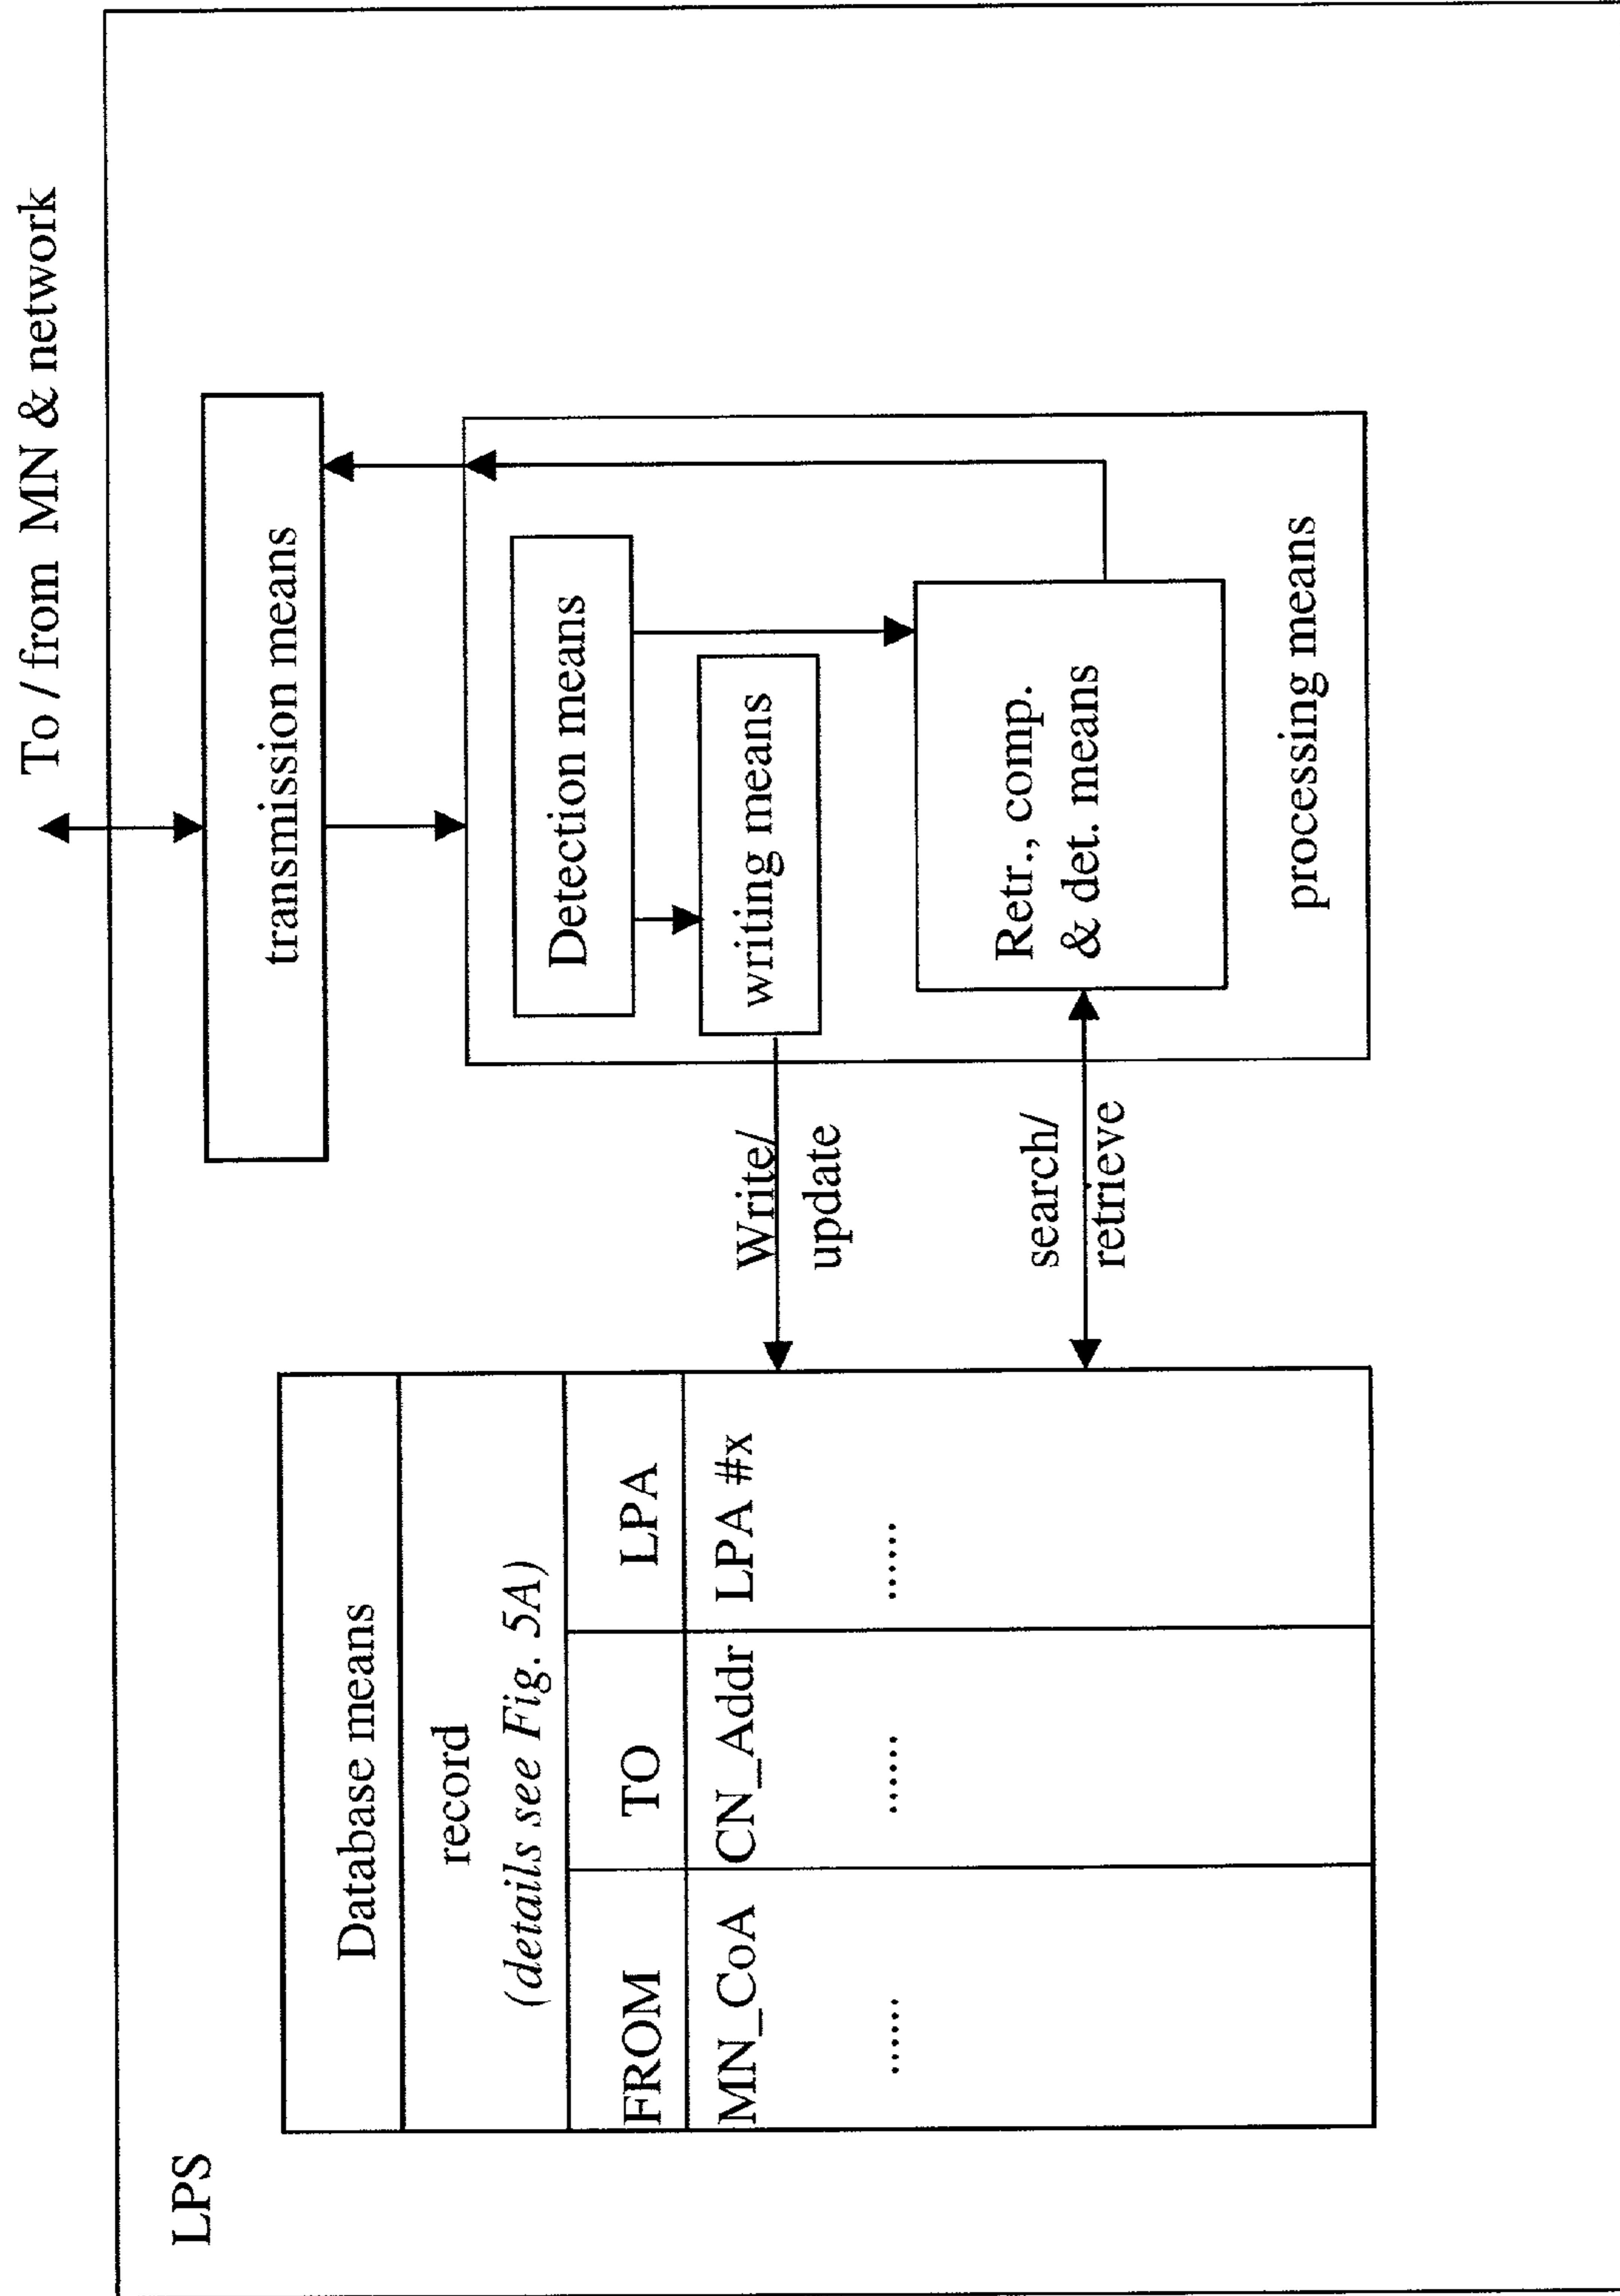 To / from MN & network
LPS
transmission means
Database means
record
(details see Fig. 5A)
FROM TO LPA
MN_CoA CN_Addr LPA #x
...... ...... ......
Write/
update
search/
retrieve
Detection means
writing means
Retr., comp.
& det. means
processing means